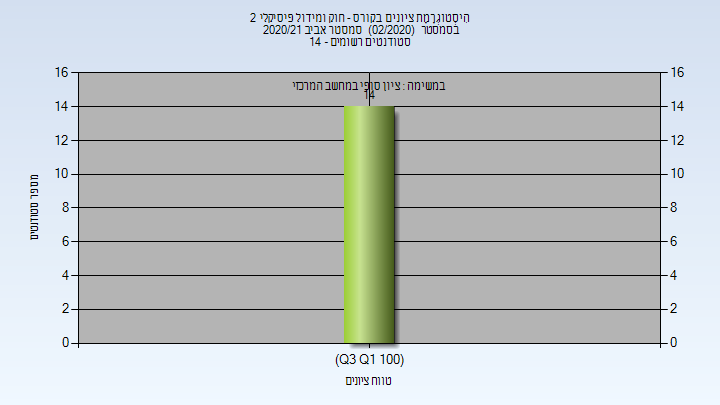 היסטוגרמת ציונים בקורס - חוק ומידול פיסיקלי 2
בסמסטר (02/2020) סמסטר אביב 2020/21
סטודנטים רשומים - 14
במשימה : ציון סופי במחשב המרכזי
14
16 16
14 14
12 12
10 10
8 8
6 6
4 4
2 2
0 0
מספר סטודנטים
(Q3 Q1 100)
טווח ציונים